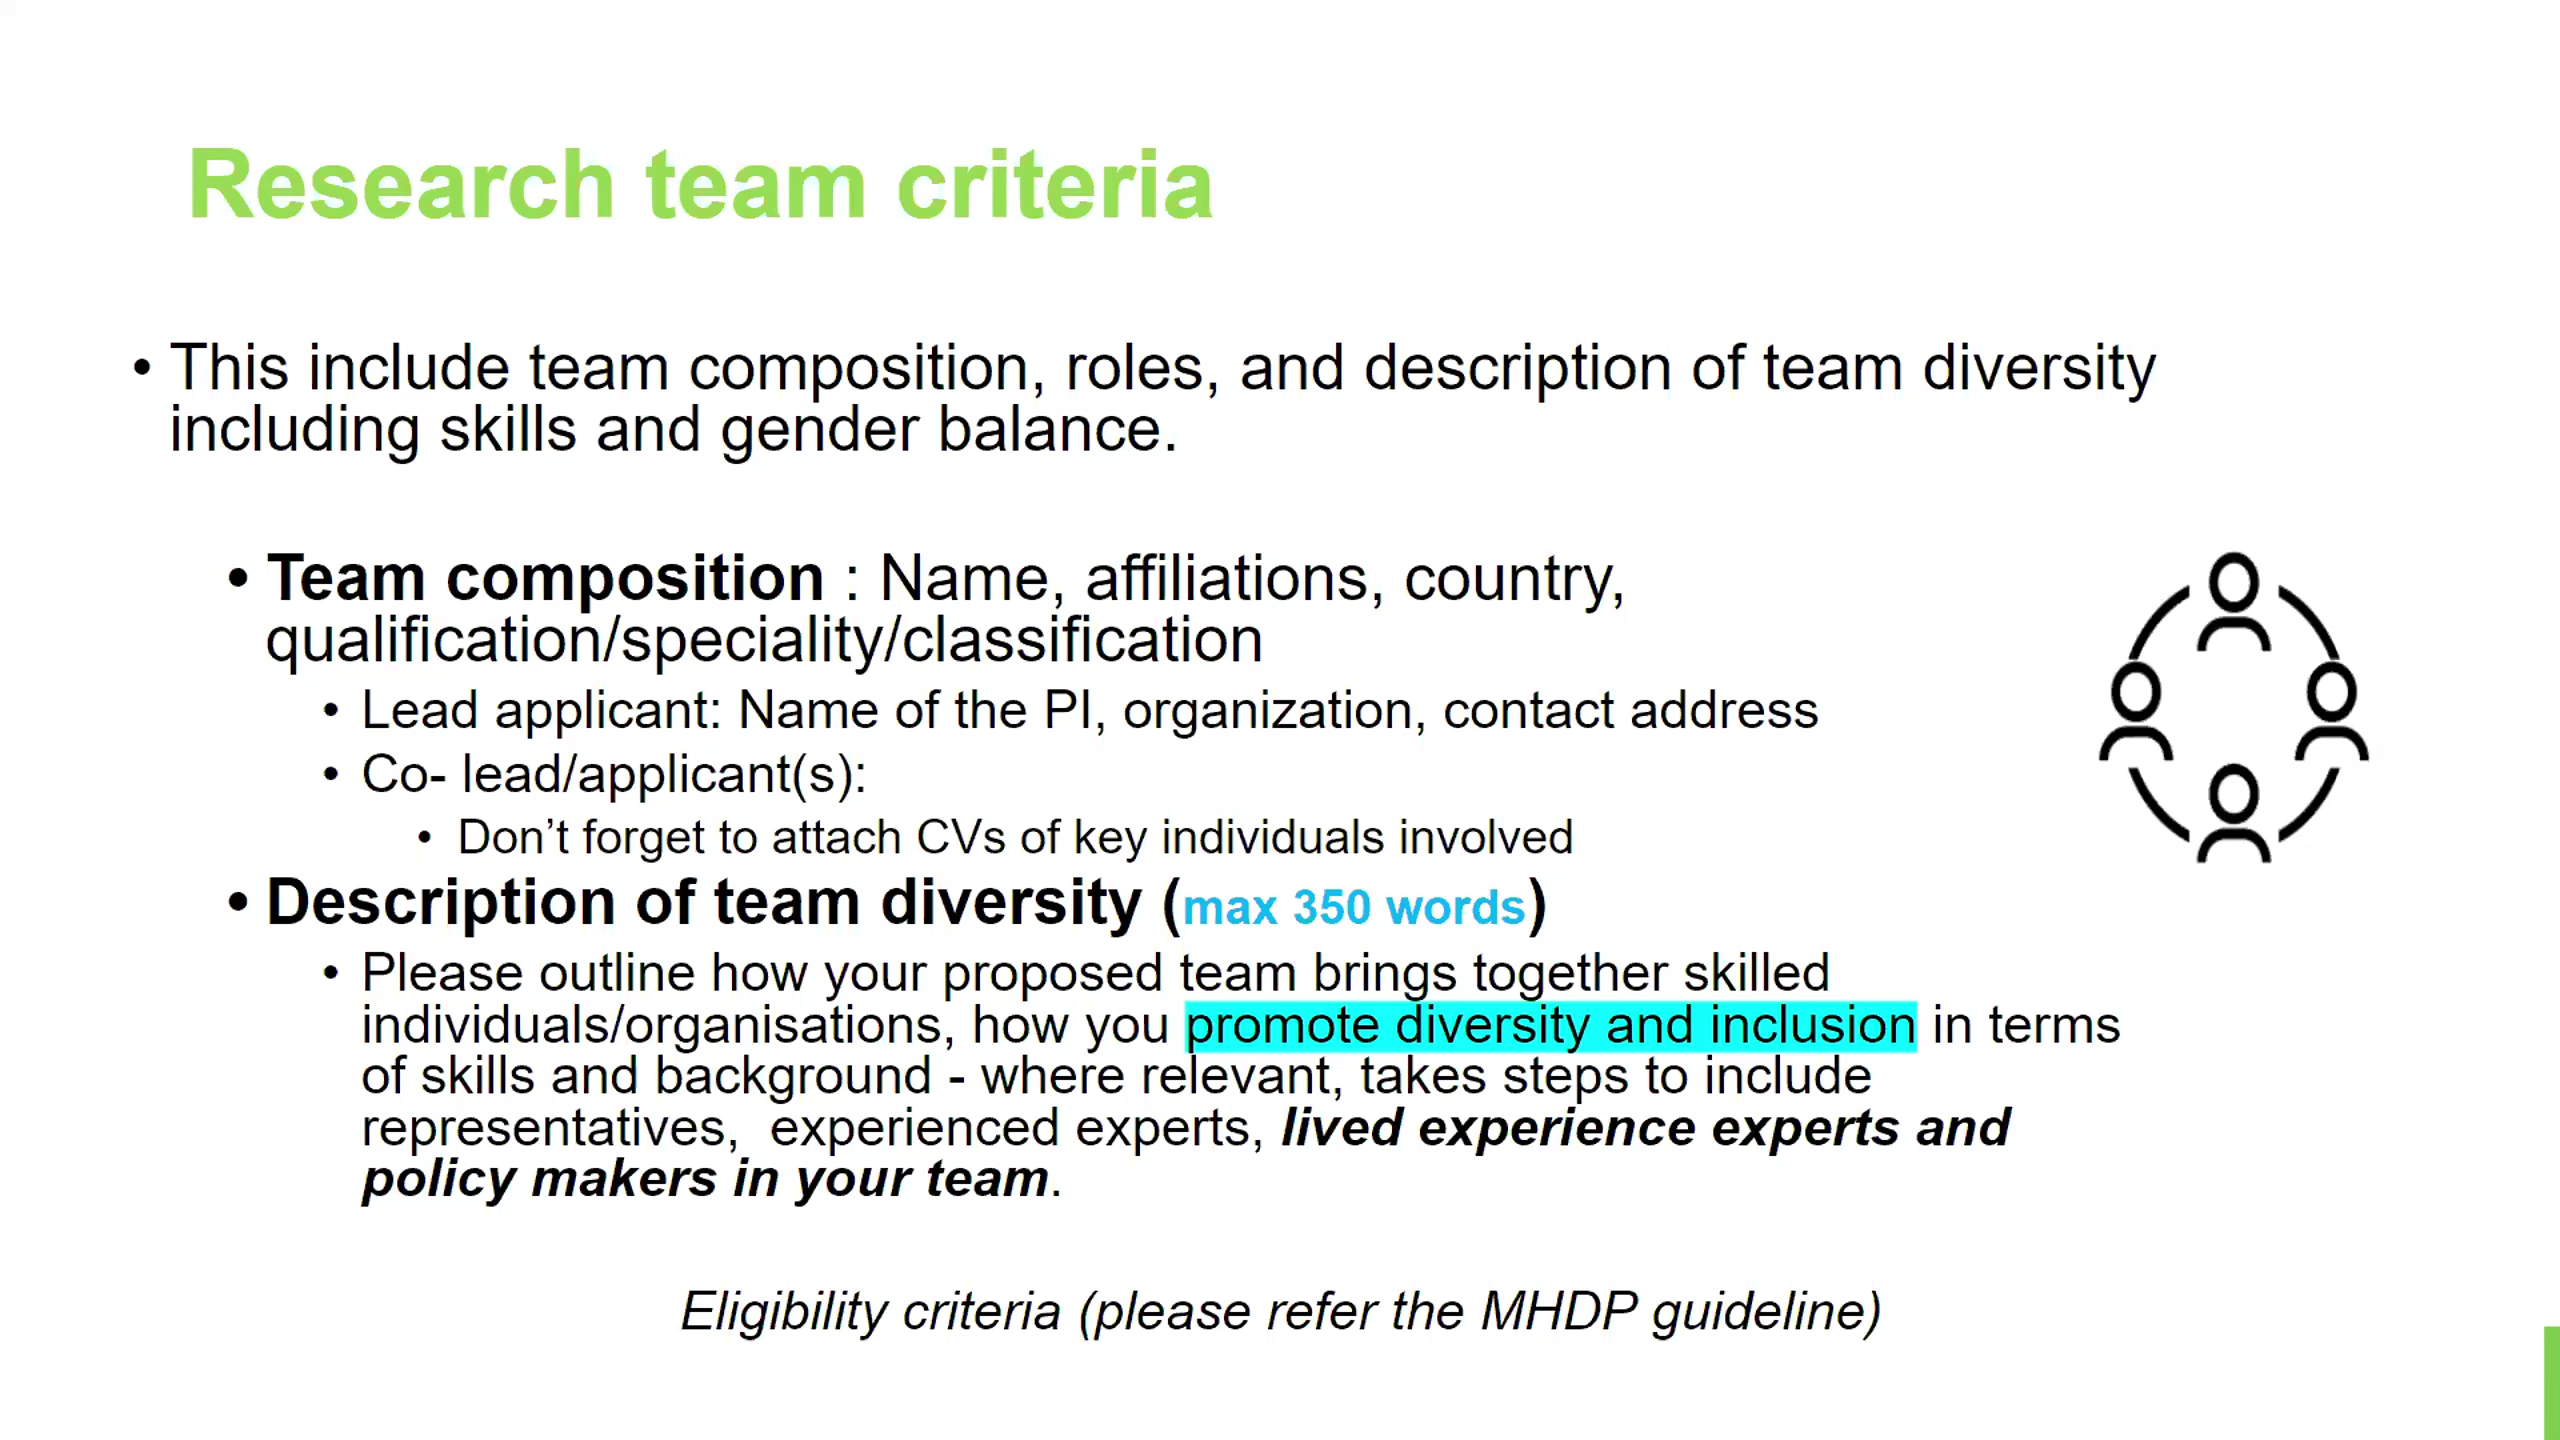 Research team criteria
• This include team composition, roles, and description of team diversity
including skills and gender balance.
• Team composition : Name, affiliations, country,
qualification/speciality/classification
• Lead applicant: Name of the PI, organization, contact address
• Co- lead/applicant(s):
• Don’t forget to attach CVs of key individuals involved
• Description of team diversity (max 350 words)
• Please outline how your proposed team brings together skilled
individuals/organisations, how you promote diversity and inclusion in terms
of skills and background - where relevant, takes steps to include
representatives,  experienced experts, lived experience experts and
policy makers in your team.
Eligibility criteria (please refer the MHDP guideline)